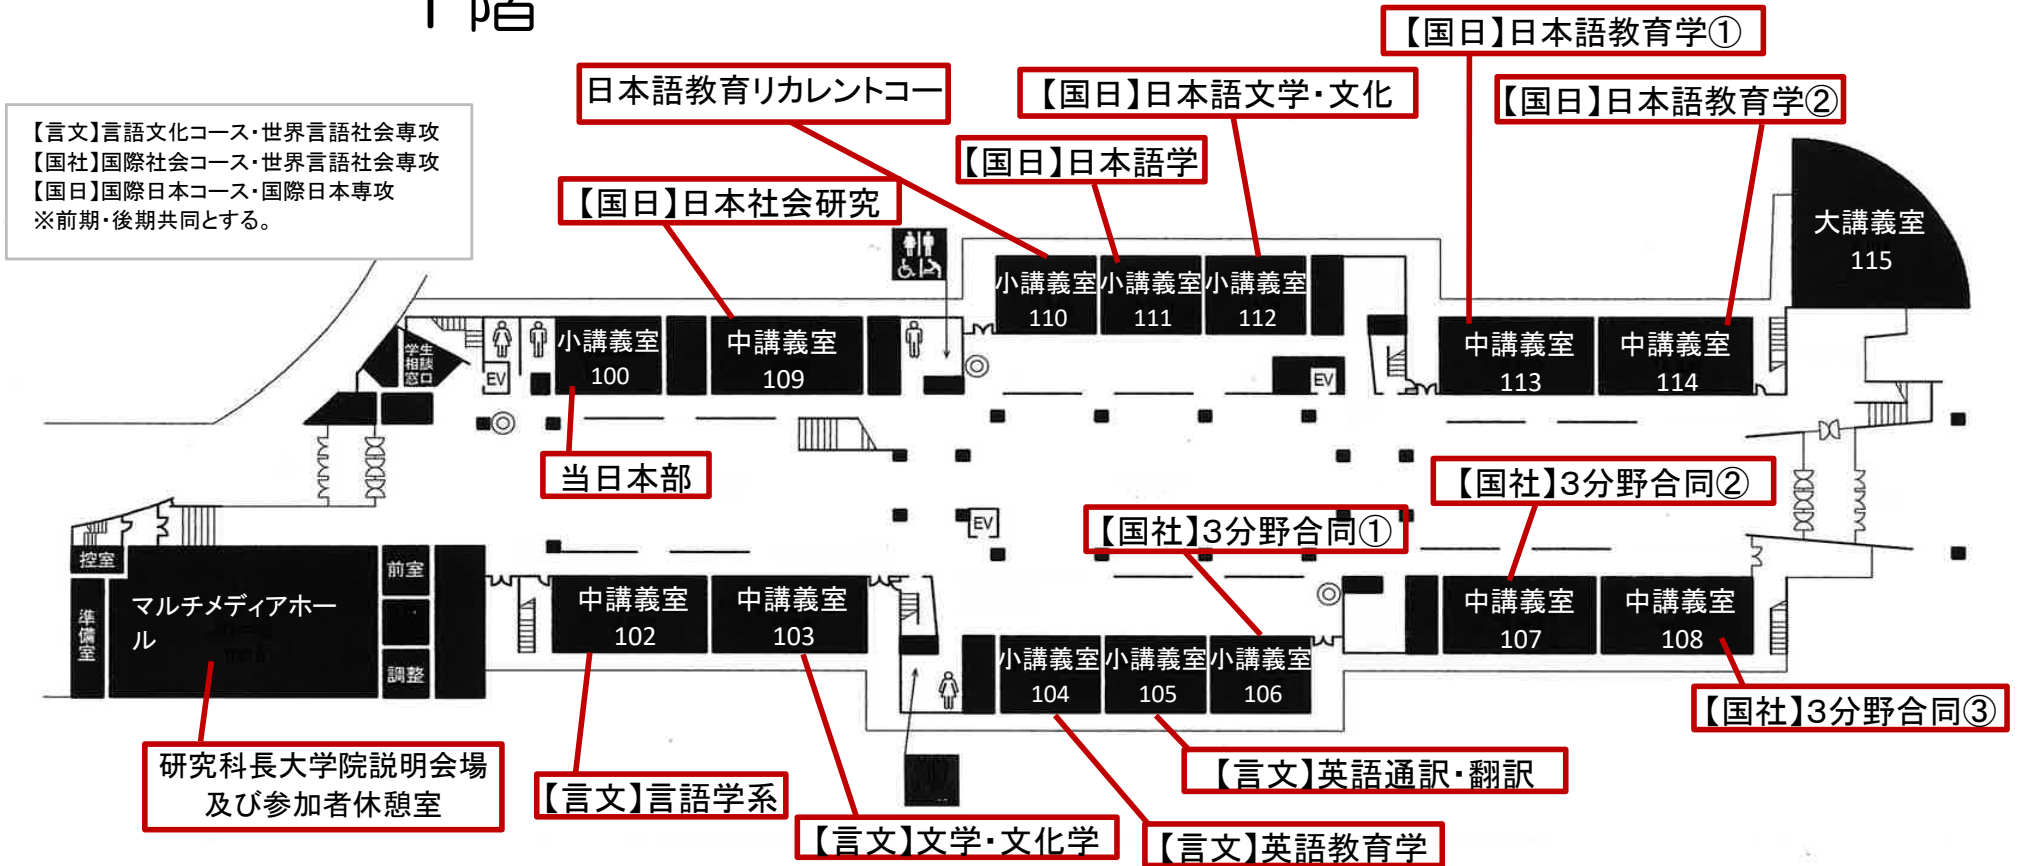 1階
【国日】日本語教育学①
日本語教育リカレントコー
【国日】日本語文学・文化
【国日】日本語教育学②
【言文】言語文化コース・世界言語社会専攻
【国社】国際社会コース・世界言語社会専攻
【国日】国際日本コース・国際日本専攻
※前期・後期共同とする。
【国日】日本語学
【国日】日本社会研究
大講義室
115
小講義室
110
小講義室
111
小講義室
112
学生
相談
窓口
EV
小講義室
100
中講義室
109
EV
中講義室
113
中講義室
114
当日本部
【国社】3分野合同②
EV
【国社】3分野合同①
控室
準備室
マルチメディアホー
ル
前室
調整
中講義室
102
中講義室
103
小講義室
104
小講義室
105
小講義室
106
中講義室
107
中講義室
108
【国社】3分野合同③
研究科長大学院説明会場
及び参加者休憩室
【言文】言語学系
【言文】英語通訳・翻訳
【言文】文学・文化学
【言文】英語教育学